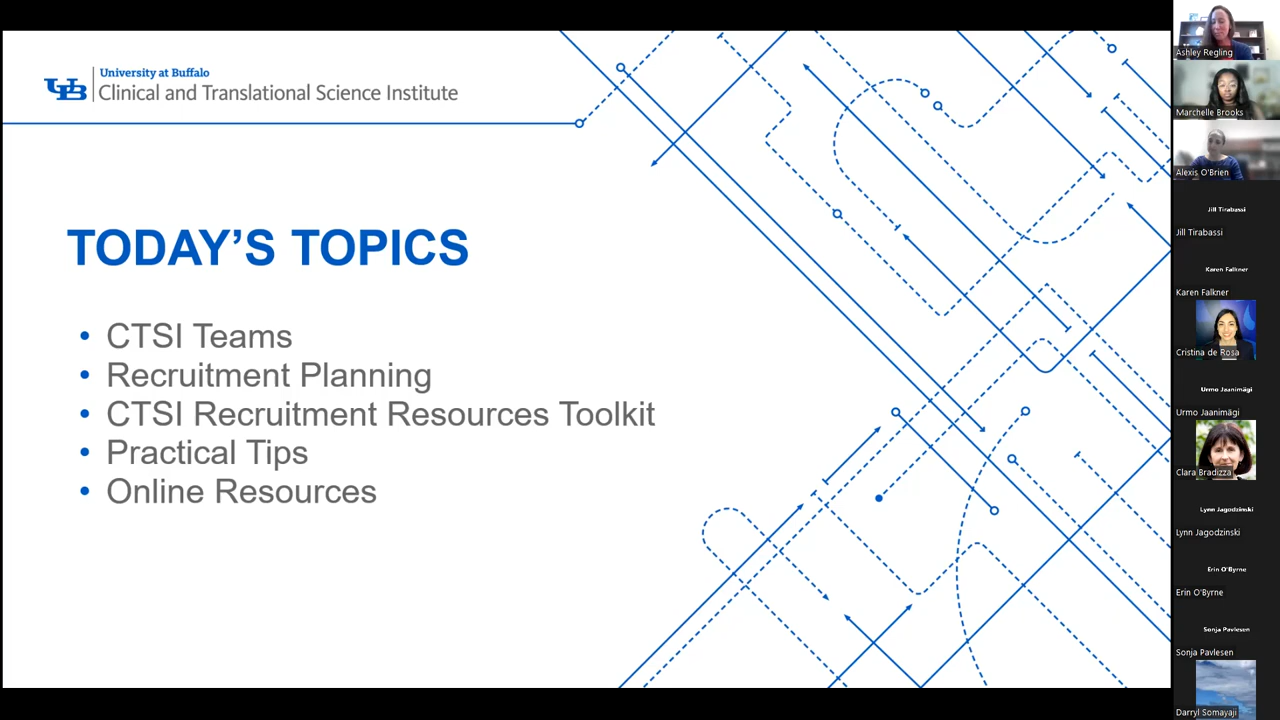 University at Buffalo
UB Clinical and Translational Science Institute
TODAY'S TOPICS
• CTSI Teams
• Recruitment Planning
• CTSI Recruitment Resources Toolkit
• Practical Tips
• Online Resources
Ashley Regling
Marchelle Brooks
Alexis O'Brien
Jill Tirabassi
Jill Tirabassi
Karen Falkner
Karen Falkner
Cristina de Rosa
Urmo Jaanimägi
Urmo Jaanimägi
Clara Bradizza
Lynn Jagodzinski
Lynn Jagodzinski
Erin O'Byrne
Erin O'Byrne
Sonja Pavlesen
Sonja Pavlesen
Darryl Somayaji